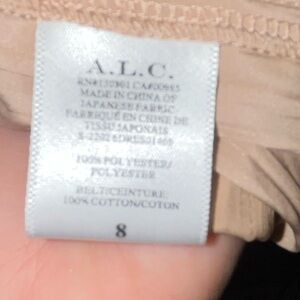 A.L.C.
MADE IN CHINA OF
JAPANESE FABRIC
FABRIQUÉ EN CHINE DE
TISSU JAPONAIS
100% POLYESTER/
POLYESTER
BELT/CEINTURE:
100% COTTON/COTON
8